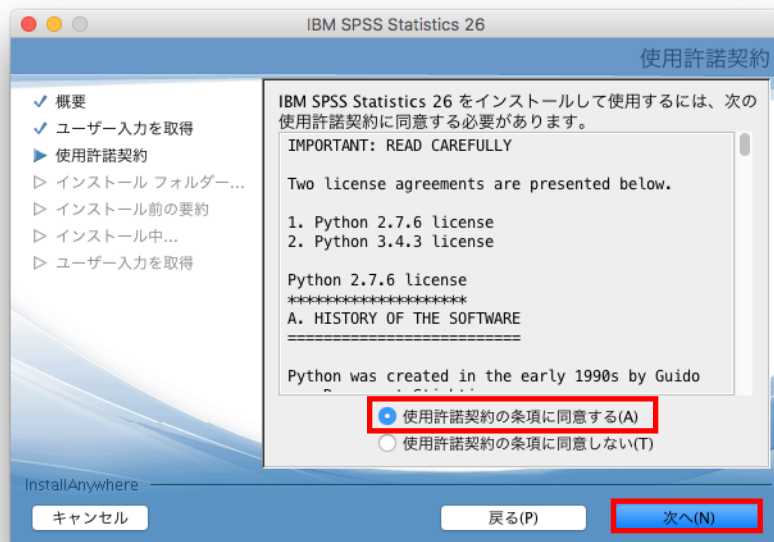 IBM SPSS Statistics 26
使用許諾契約
概要
ユーザー入力を取得
使用許諾契約
インストール フォルダー...
インストール前の要約
インストール中...
ユーザー入力を取得
IBM SPSS Statistics 26 をインストールして使用するには、次の
使用許諾契約に同意する必要があります。
IMPORTANT: READ CAREFULLY
Two license agreements are presented below.
1. Python 2.7.6 license
2. Python 3.4.3 license
Python 2.7.6 license
********************
A. HISTORY OF THE SOFTWARE
==========================
Python was created in the early 1990s by Guido
使用許諾契約の条項に同意する(A)
使用許諾契約の条項に同意しない(T)
InstallAnywhere
キャンセル
戻る(P)
次へ(N)